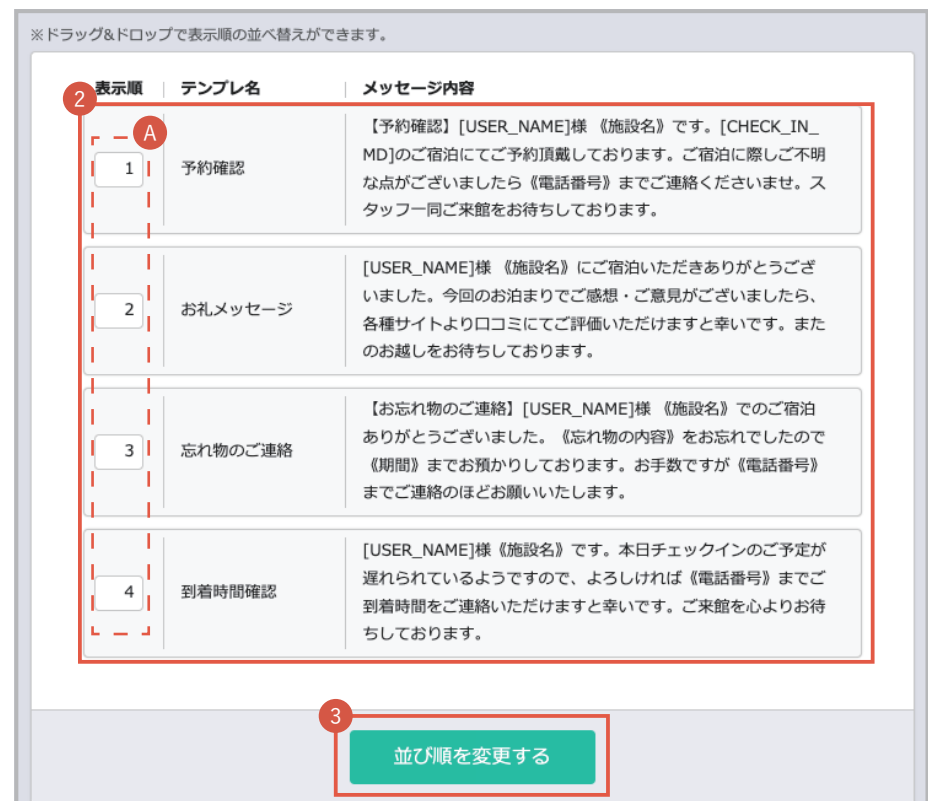 ※ドラッグ&ドロップで表示順の並べ替えができます。
2
表示順 テンプレ名 メッセージ内容
A
1 予約確認
【予約確認】[USER_NAME]様 《施設名》です。[CHECK_IN_
MD]のご宿泊にてご予約頂戴しております。ご宿泊に際しご不明
な点がございましたら《電話番号》までご連絡くださいませ。ス
タッフ一同ご来館をお待ちしております。
2 お礼メッセージ
[USER_NAME]様 《施設名》にご宿泊いただきありがとうござ
いました。今回のお泊まりでご感想・ご意見がございましたら、
各種サイトより口コミにてご評価いただけますと幸いです。また
のお越しをお待ちしております。
3 忘れ物のご連絡
【お忘れ物のご連絡】[USER_NAME]様 《施設名》でのご宿泊
ありがとうございました。《忘れ物の内容》をお忘れでしたので
《期間》までお預かりしております。お手数ですが《電話番号》
までご連絡のほどお願いいたします。
4 到着時間確認
[USER_NAME]様《施設名》です。本日チェックインのご予定が
遅れられているようですので、よろしければ《電話番号》までご
到着時間をご連絡いただけますと幸いです。ご来館を心よりお待
ちしております。
3
並び順を変更する